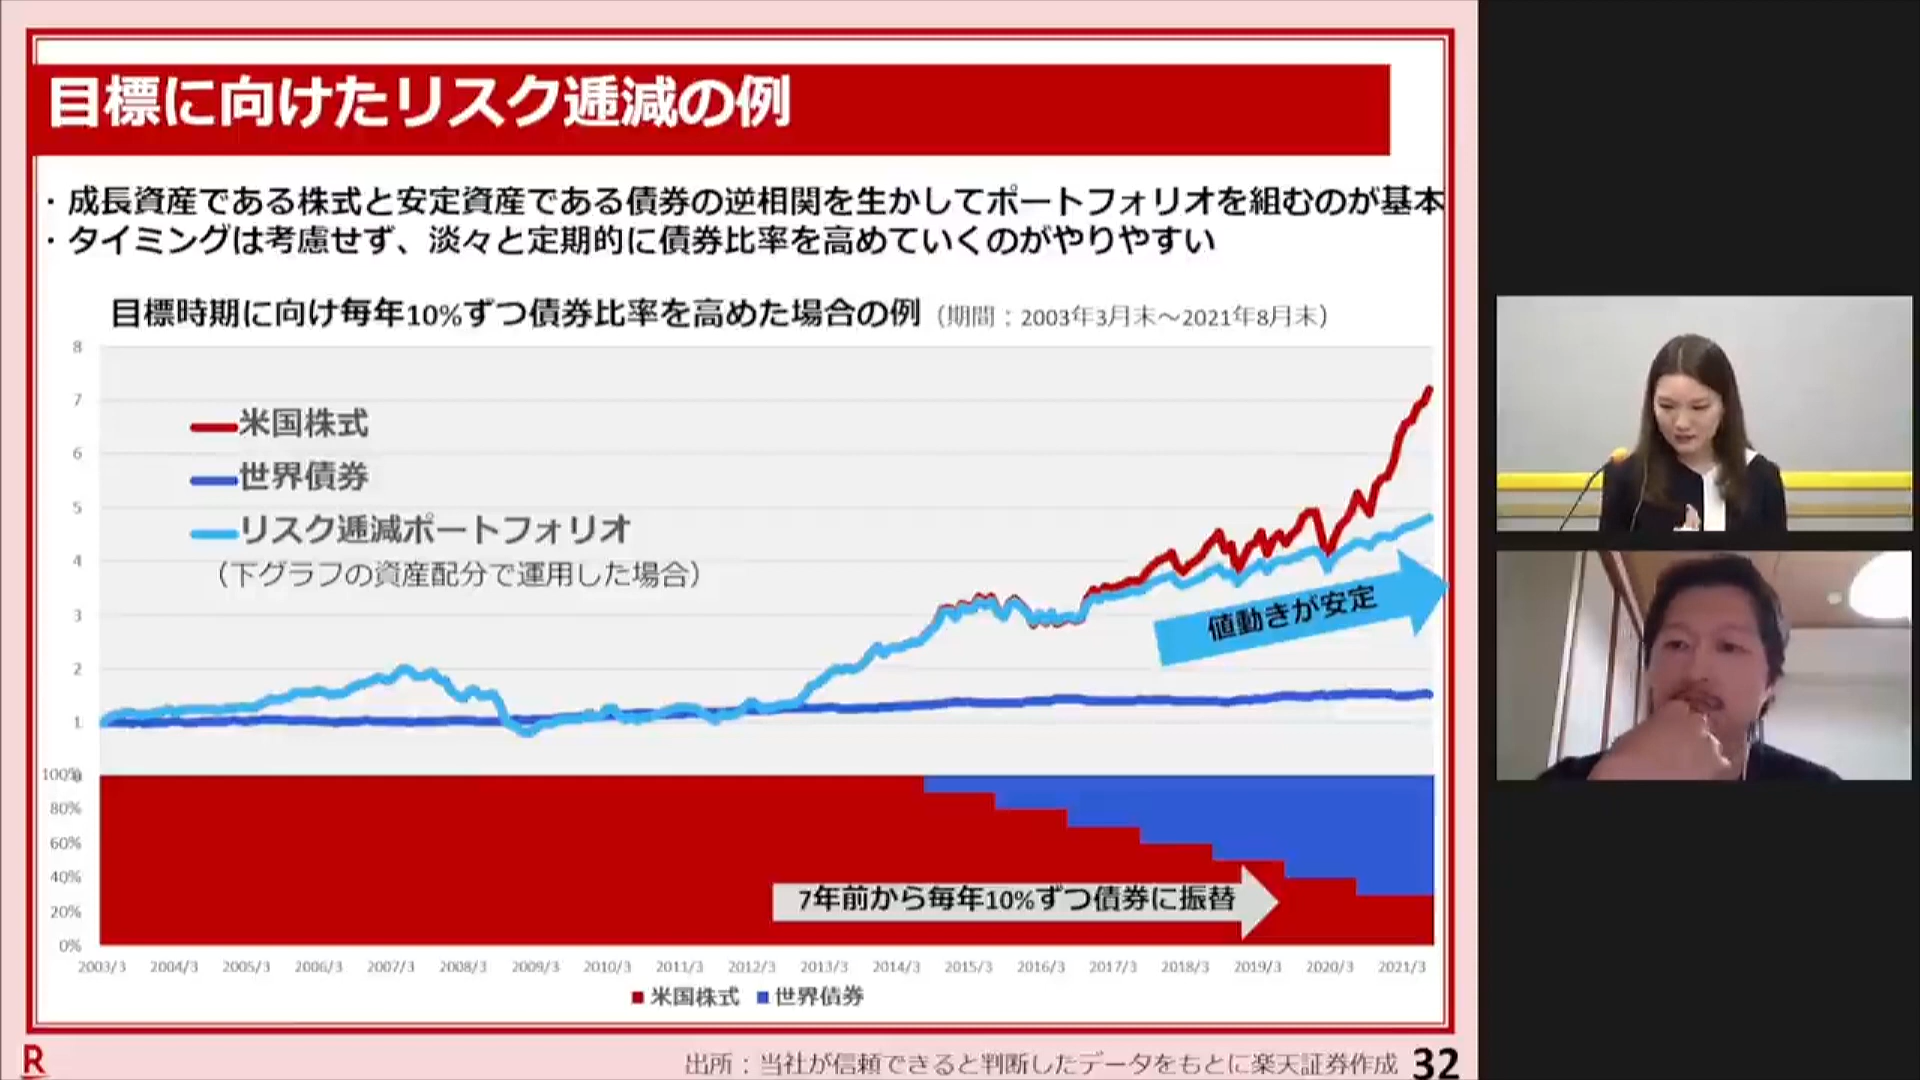 目標に向けたリスク逓減の例
・成長資産である株式と安定資産である債券の逆相関を生かしてポートフォリオを組むのが基本
・タイミングは考慮せず、淡々と定期的に債券比率を高めていくのがやりやすい
目標時期に向け毎年10%ずつ債券比率を高めた場合の例（期間：2003年3月末～2021年8月末）
8
7
6
5
4
3
2
1
米国株式
世界債券
リスク逓減ポートフォリオ
（下グラフの資産配分で運用した場合）
値動きが安定
100%
80%
60%
40%
20%
0%
7年前から毎年10%ずつ債券に振替
2003/3 2004/3 2005/3 2006/3 2007/3 2008/3 2009/3 2010/3 2011/3 2012/3 2013/3 2014/3 2015/3 2016/3 2017/3 2018/3 2019/3 2020/3 2021/3
米国株式 世界債券
R
出所：当社が信頼できると判断したデータをもとに楽天証券作成 32